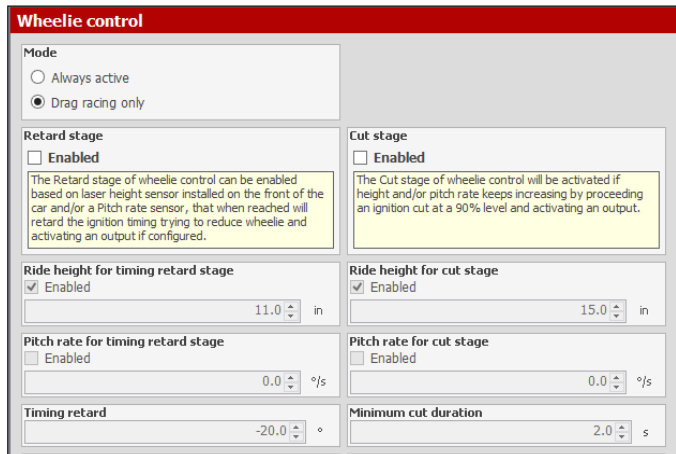 Wheelie control
Mode
Always active
Drag racing only
Retard stage
Enabled
The Retard stage of wheelie control can be enabled
based on laser height sensor installed on the front of the
car and/or a Pitch rate sensor, that when reached will
retard the ignition timing trying to reduce wheelie and
activating an output if configured.
Cut stage
Enabled
The Cut stage of wheelie control will be activated if
height and/or pitch rate keeps increasing by proceeding
an ignition cut at a 90% level and activating an output.
Ride height for timing retard stage
Enabled
11.0 in
Ride height for cut stage
Enabled
15.0 in
Pitch rate for timing retard stage
Enabled
0.0 °/s
Pitch rate for cut stage
Enabled
0.0 °/s
Timing retard
-20.0 °
Minimum cut duration
2.0 s